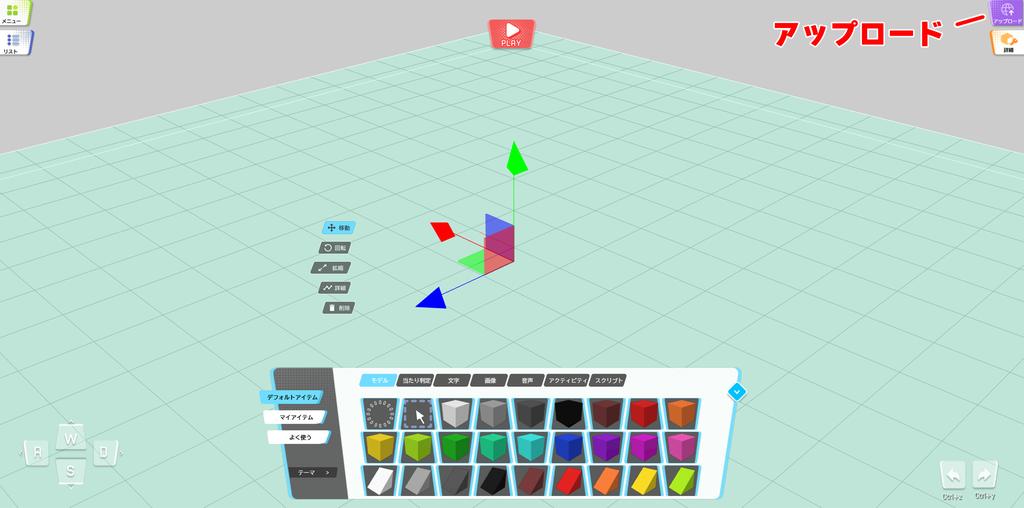 メニュー
リスト
PLAY
アップロード
アップロード
詳細
移動
回転
拡縮
詳細
削除
モデル
当たり判定
文字
画像
音声
アクティビティ
スクリプト
デフォルトアイテム
マイアイテム
よく使う
テーマ >
W
A
S
D
Ctrl+z
Ctrl+y